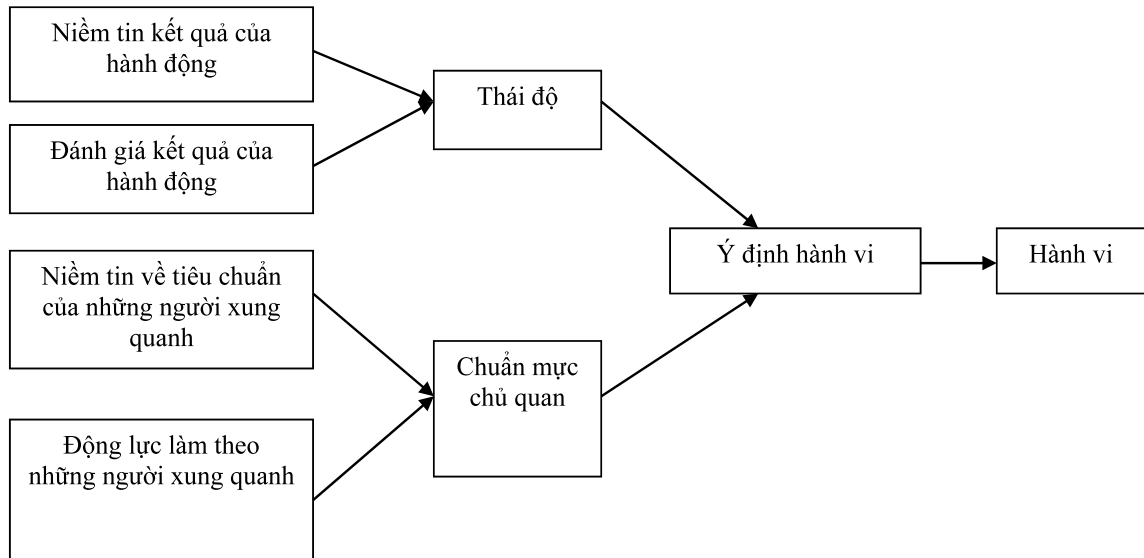 Niềm tin kết quả của
hành động
Thái độ
Đánh giá kết quả của
hành động
Niềm tin về tiêu chuẩn
của những người xung
quanh
Ý định hành vi
Hành vi
Chuẩn mực
chủ quan
Động lực làm theo
những người xung quanh